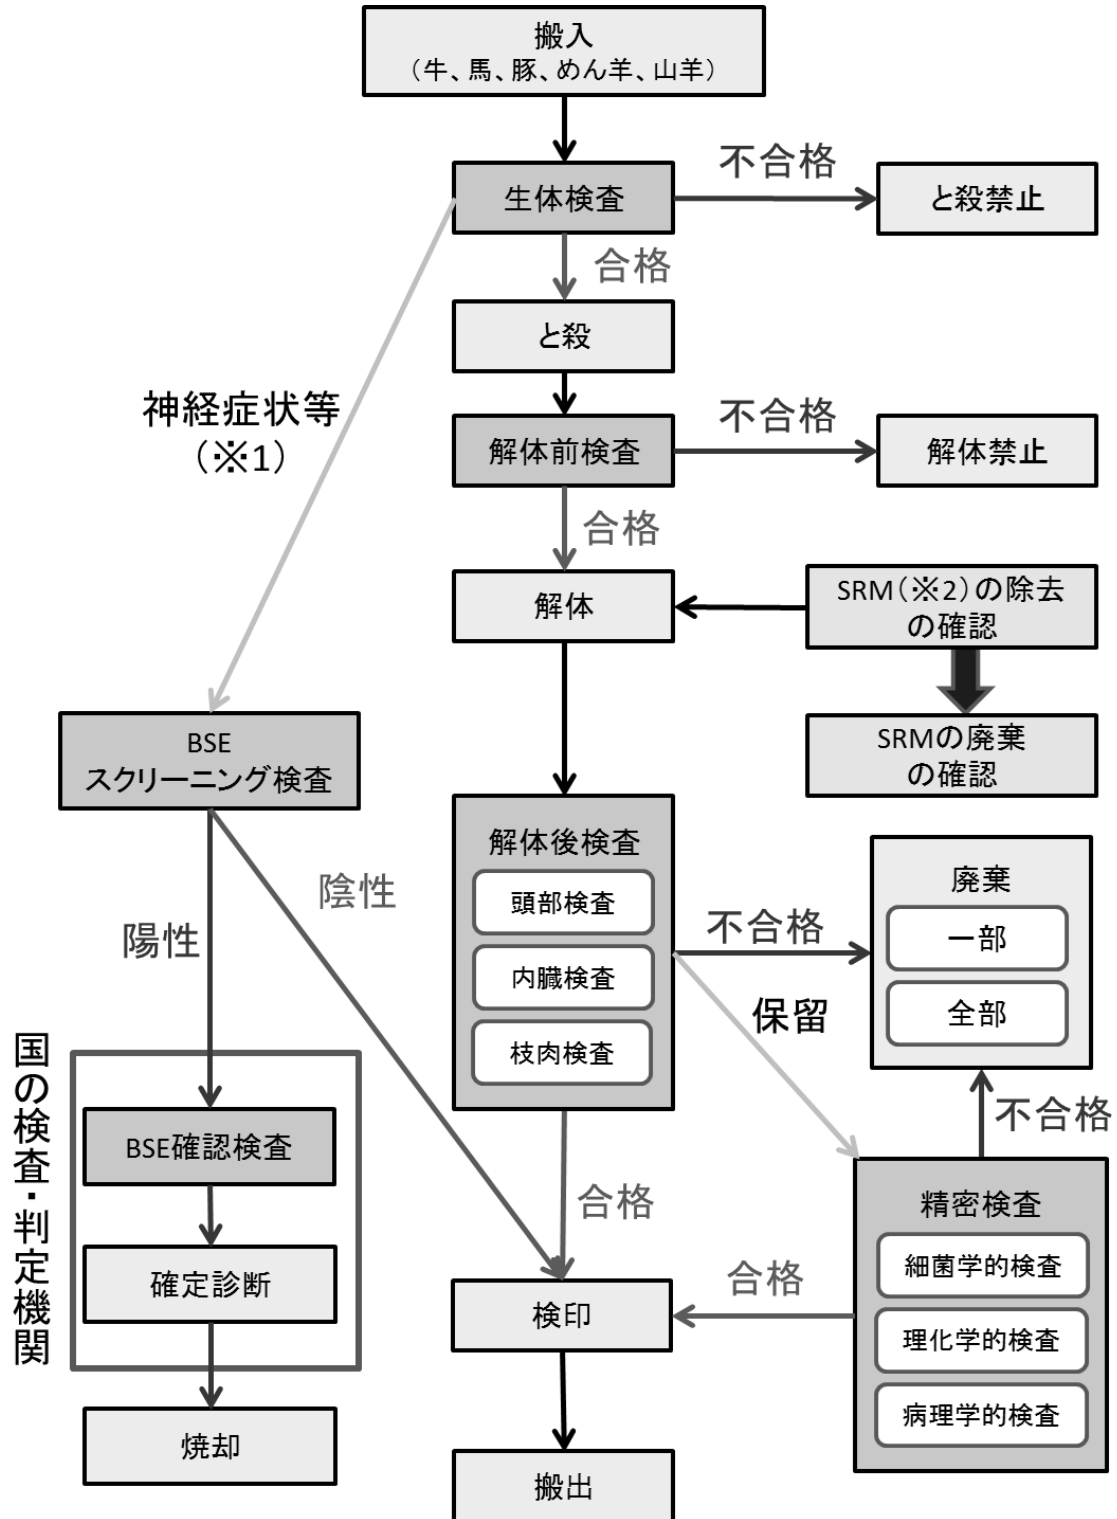 搬入
（牛、馬、豚、めん羊、山羊）
生体検査
不合格
と殺禁止
合格
と殺
神経症状等
（※1）
解体前検査
不合格
解体禁止
合格
解体
SRM（※2）の除去
の確認
SRMの廃棄
の確認
BSE
スクリーニング検査
陽性
陰性
解体後検査
頭部検査
内臓検査
枝肉検査
不合格
廃棄
一部
全部
保留
不合格
国の検査・判定機関
BSE確認検査
確定診断
焼却
合格
精密検査
細菌学的検査
理化学的検査
病理学的検査
合格
検印
搬出